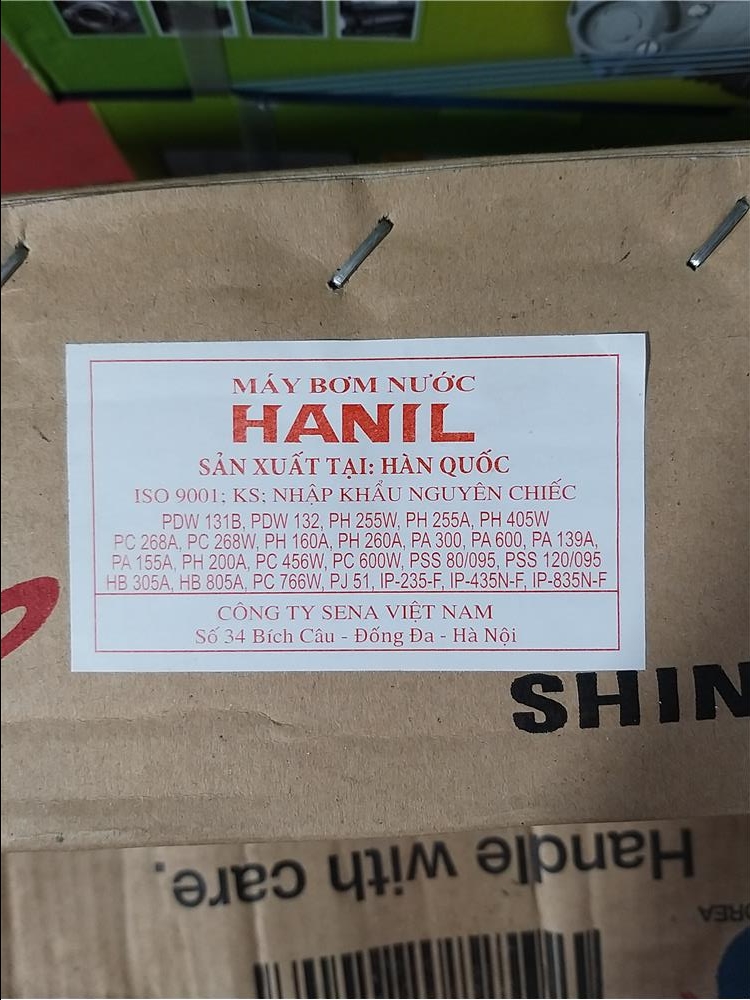 MÁY BƠM NƯỚC
HANIL
SẢN XUẤT TẠI: HÀN QUỐC
ISO 9001; KS; NHẬP KHẨU NGUYÊN CHIẾC
PDW 131B, PDW 132, PH 255W, PH 255A, PH 405W
PC 268A, PC 268W, PH 160A, PH 260A, PA 300, PA 600, PA 139A,
PA 155A, PH 200A, PC 456W, PC 600W, PSS 80/095, PSS 120/095
HB 305A, HB 805A, PC 766W, PJ 51, IP-235-F, IP-435N-F, IP-835N-F
CÔNG TY SENA VIỆT NAM
Số 34 Bích Câu - Đống Đa - Hà Nội
SHIN
Handle with care.
OREA